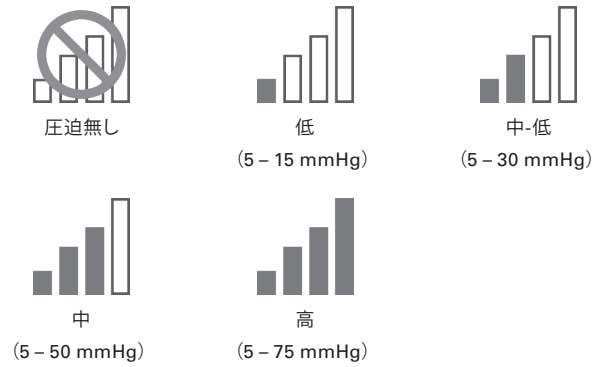 圧迫無し
低
(5 – 15 mmHg)
中-低
(5 – 30 mmHg)
中
(5 – 50 mmHg)
高
(5 – 75 mmHg)